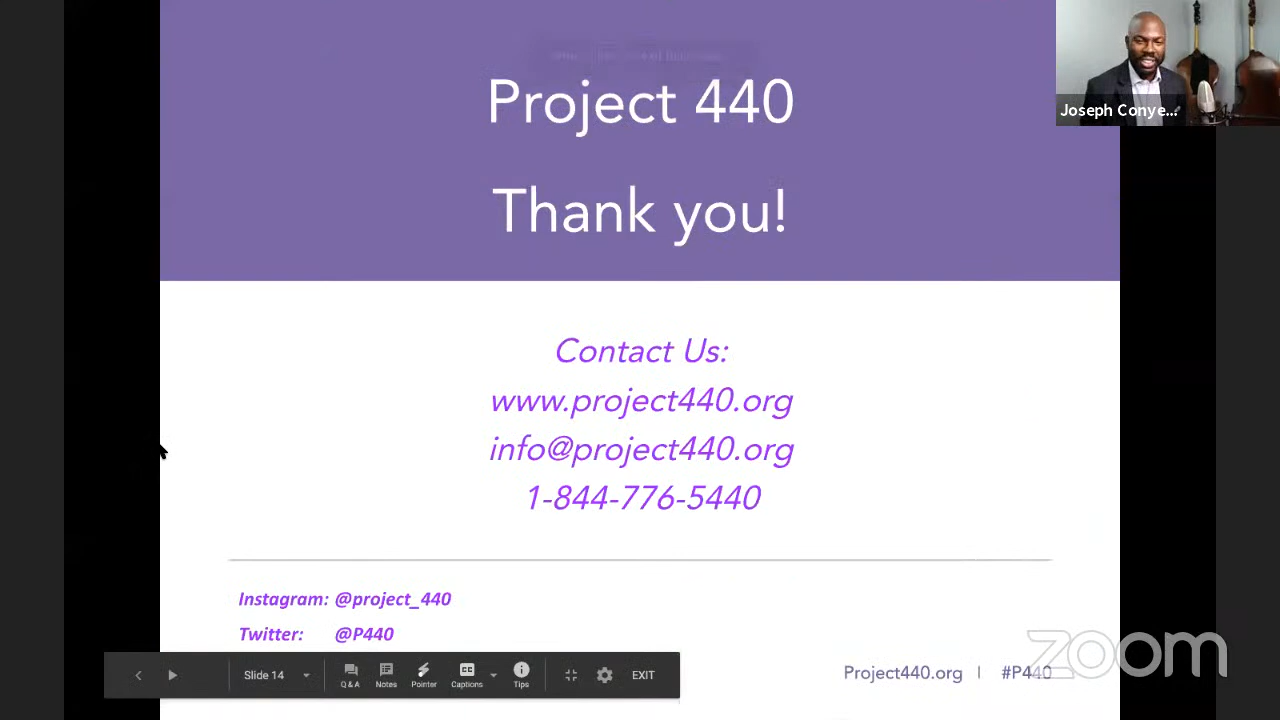 Project 440
Thank you!
Joseph Conye...
Contact Us:
www.project440.org
info@project440.org
1-844-776-5440
Instagram: @project_440
Twitter: @P440
Slide 14
Q & A
Notes
Pointer
Captions
Tips
EXIT
Project440.org | #P440
zoom